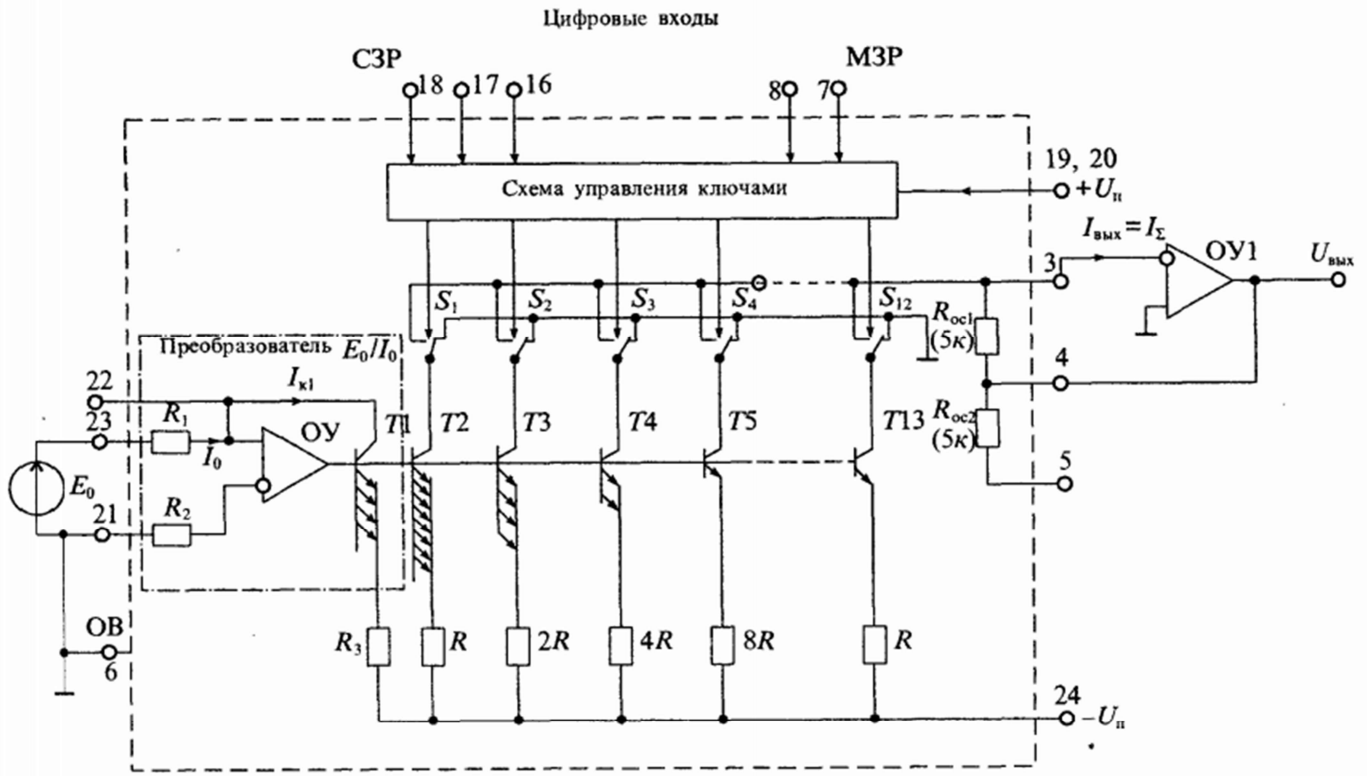 Цифровые входы
СЗР
МЗР
18
17
16
8
7
Схема управления ключами
19, 20
+Uп
Iвых=IΣ
ОУ1
Uвых
3
S1
S2
S3
S4
S12
Rос1
(5к)
4
Преобразователь E0/I0
Iк1
22
23
R1
I0
ОУ
T1
T2
T3
T4
T5
T13
Rос2
(5к)
5
E0
21
R2
ОВ
6
R3
R
2R
4R
8R
R
24
−Uп